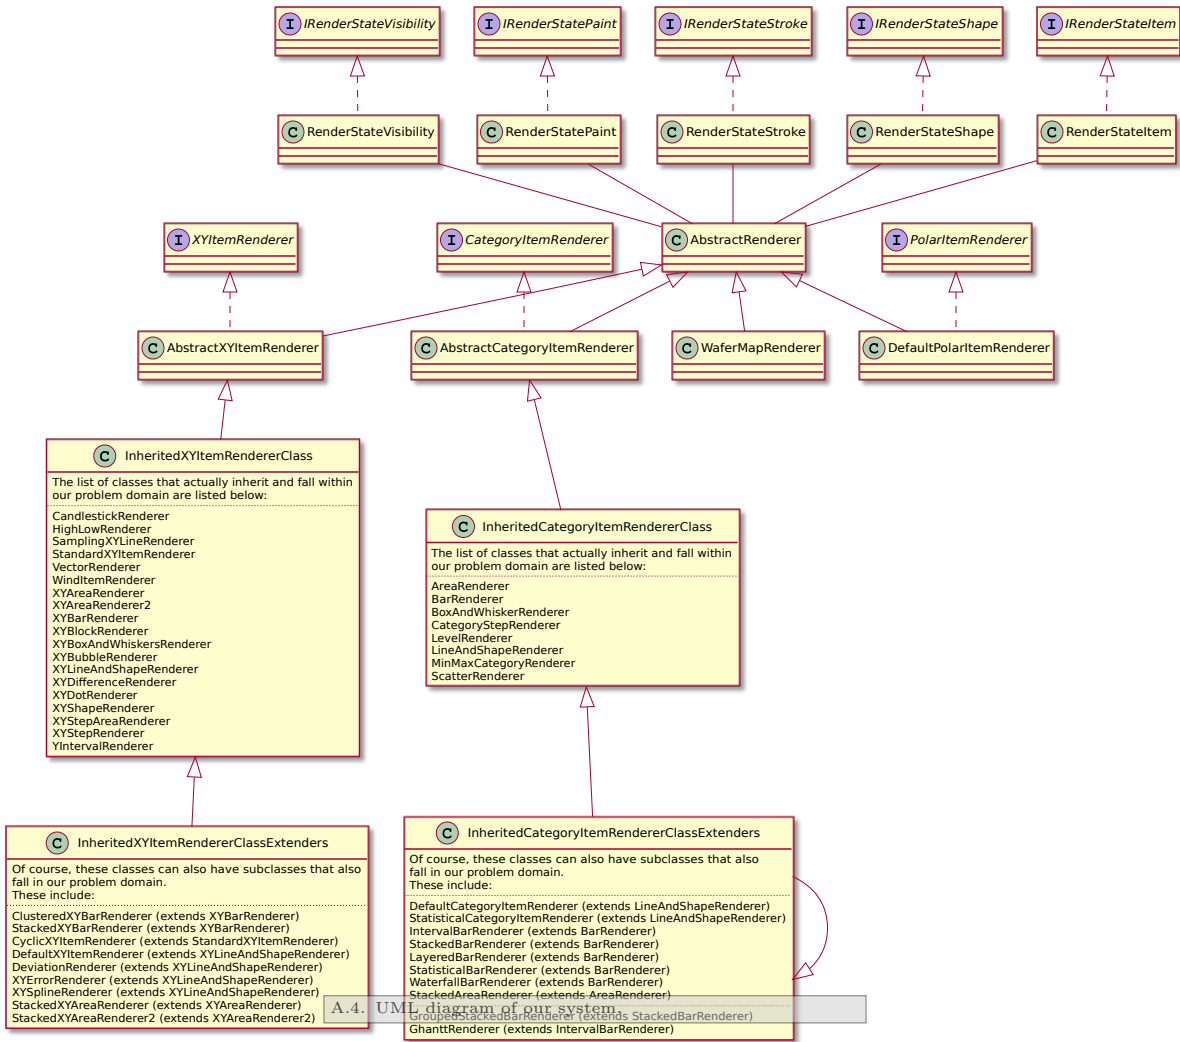 I IRenderStateVisibility
I IRenderStatePaint
I IRenderStateStroke
I IRenderStateShape
I IRenderStateItem
C RenderStateVisibility
C RenderStatePaint
C RenderStateStroke
C RenderStateShape
C RenderStateItem
I XYItemRenderer
I CategoryItemRenderer
C AbstractRenderer
I PolarItemRenderer
C AbstractXYItemRenderer
C AbstractCategoryItemRenderer
C WaferMapRenderer
C DefaultPolarItemRenderer
C InheritedXYItemRendererClass
The list of classes that actually inherit and fall within
our problem domain are listed below:
CandlestickRenderer
HighLowRenderer
SamplingXYLineRenderer
StandardXYItemRenderer
VectorRenderer
WindItemRenderer
XYAreaRenderer
XYAreaRenderer2
XYBarRenderer
XYBlockRenderer
XYBoxAndWhiskersRenderer
XYBubbleRenderer
XYLineAndShapeRenderer
XYDifferenceRenderer
XYDotRenderer
XYShapeRenderer
XYStepAreaRenderer
XYStepRenderer
YIntervalRenderer
C InheritedCategoryItemRendererClass
The list of classes that actually inherit and fall within
our problem domain are listed below:
AreaRenderer
BarRenderer
BoxAndWhiskerRenderer
CategoryStepRenderer
LevelRenderer
LineAndShapeRenderer
MinMaxCategoryRenderer
ScatterRenderer
C InheritedXYItemRendererClassExtenders
Of course, these classes can also have subclasses that also
fall in our problem domain.
These include:
ClusteredXYBarRenderer (extends XYBarRenderer)
StackedXYBarRenderer (extends XYBarRenderer)
CyclicXYItemRenderer (extends StandardXYItemRenderer)
DefaultXYItemRenderer (extends XYLineAndShapeRenderer)
DeviationRenderer (extends XYLineAndShapeRenderer)
XYErrorRenderer (extends XYLineAndShapeRenderer)
XYSplineRenderer (extends XYLineAndShapeRenderer)
StackedXYAreaRenderer (extends XYAreaRenderer)
StackedXYAreaRenderer2 (extends XYAreaRenderer2)
C InheritedCategoryItemRendererClassExtenders
Of course, these classes can also have subclasses that also
fall in our problem domain.
These include:
DefaultCategoryItemRenderer (extends LineAndShapeRenderer)
StatisticalCategoryItemRenderer (extends LineAndShapeRenderer)
IntervalBarRenderer (extends BarRenderer)
StackedBarRenderer (extends BarRenderer)
LayeredBarRenderer (extends BarRenderer)
StatisticalBarRenderer (extends BarRenderer)
WaterfallBarRenderer (extends BarRenderer)
StackedAreaRenderer (extends AreaRenderer)
GroupedStackedBarRenderer (extends StackedBarRenderer)
GhanttRenderer (extends IntervalBarRenderer)
A.4. UML diagram of our system.